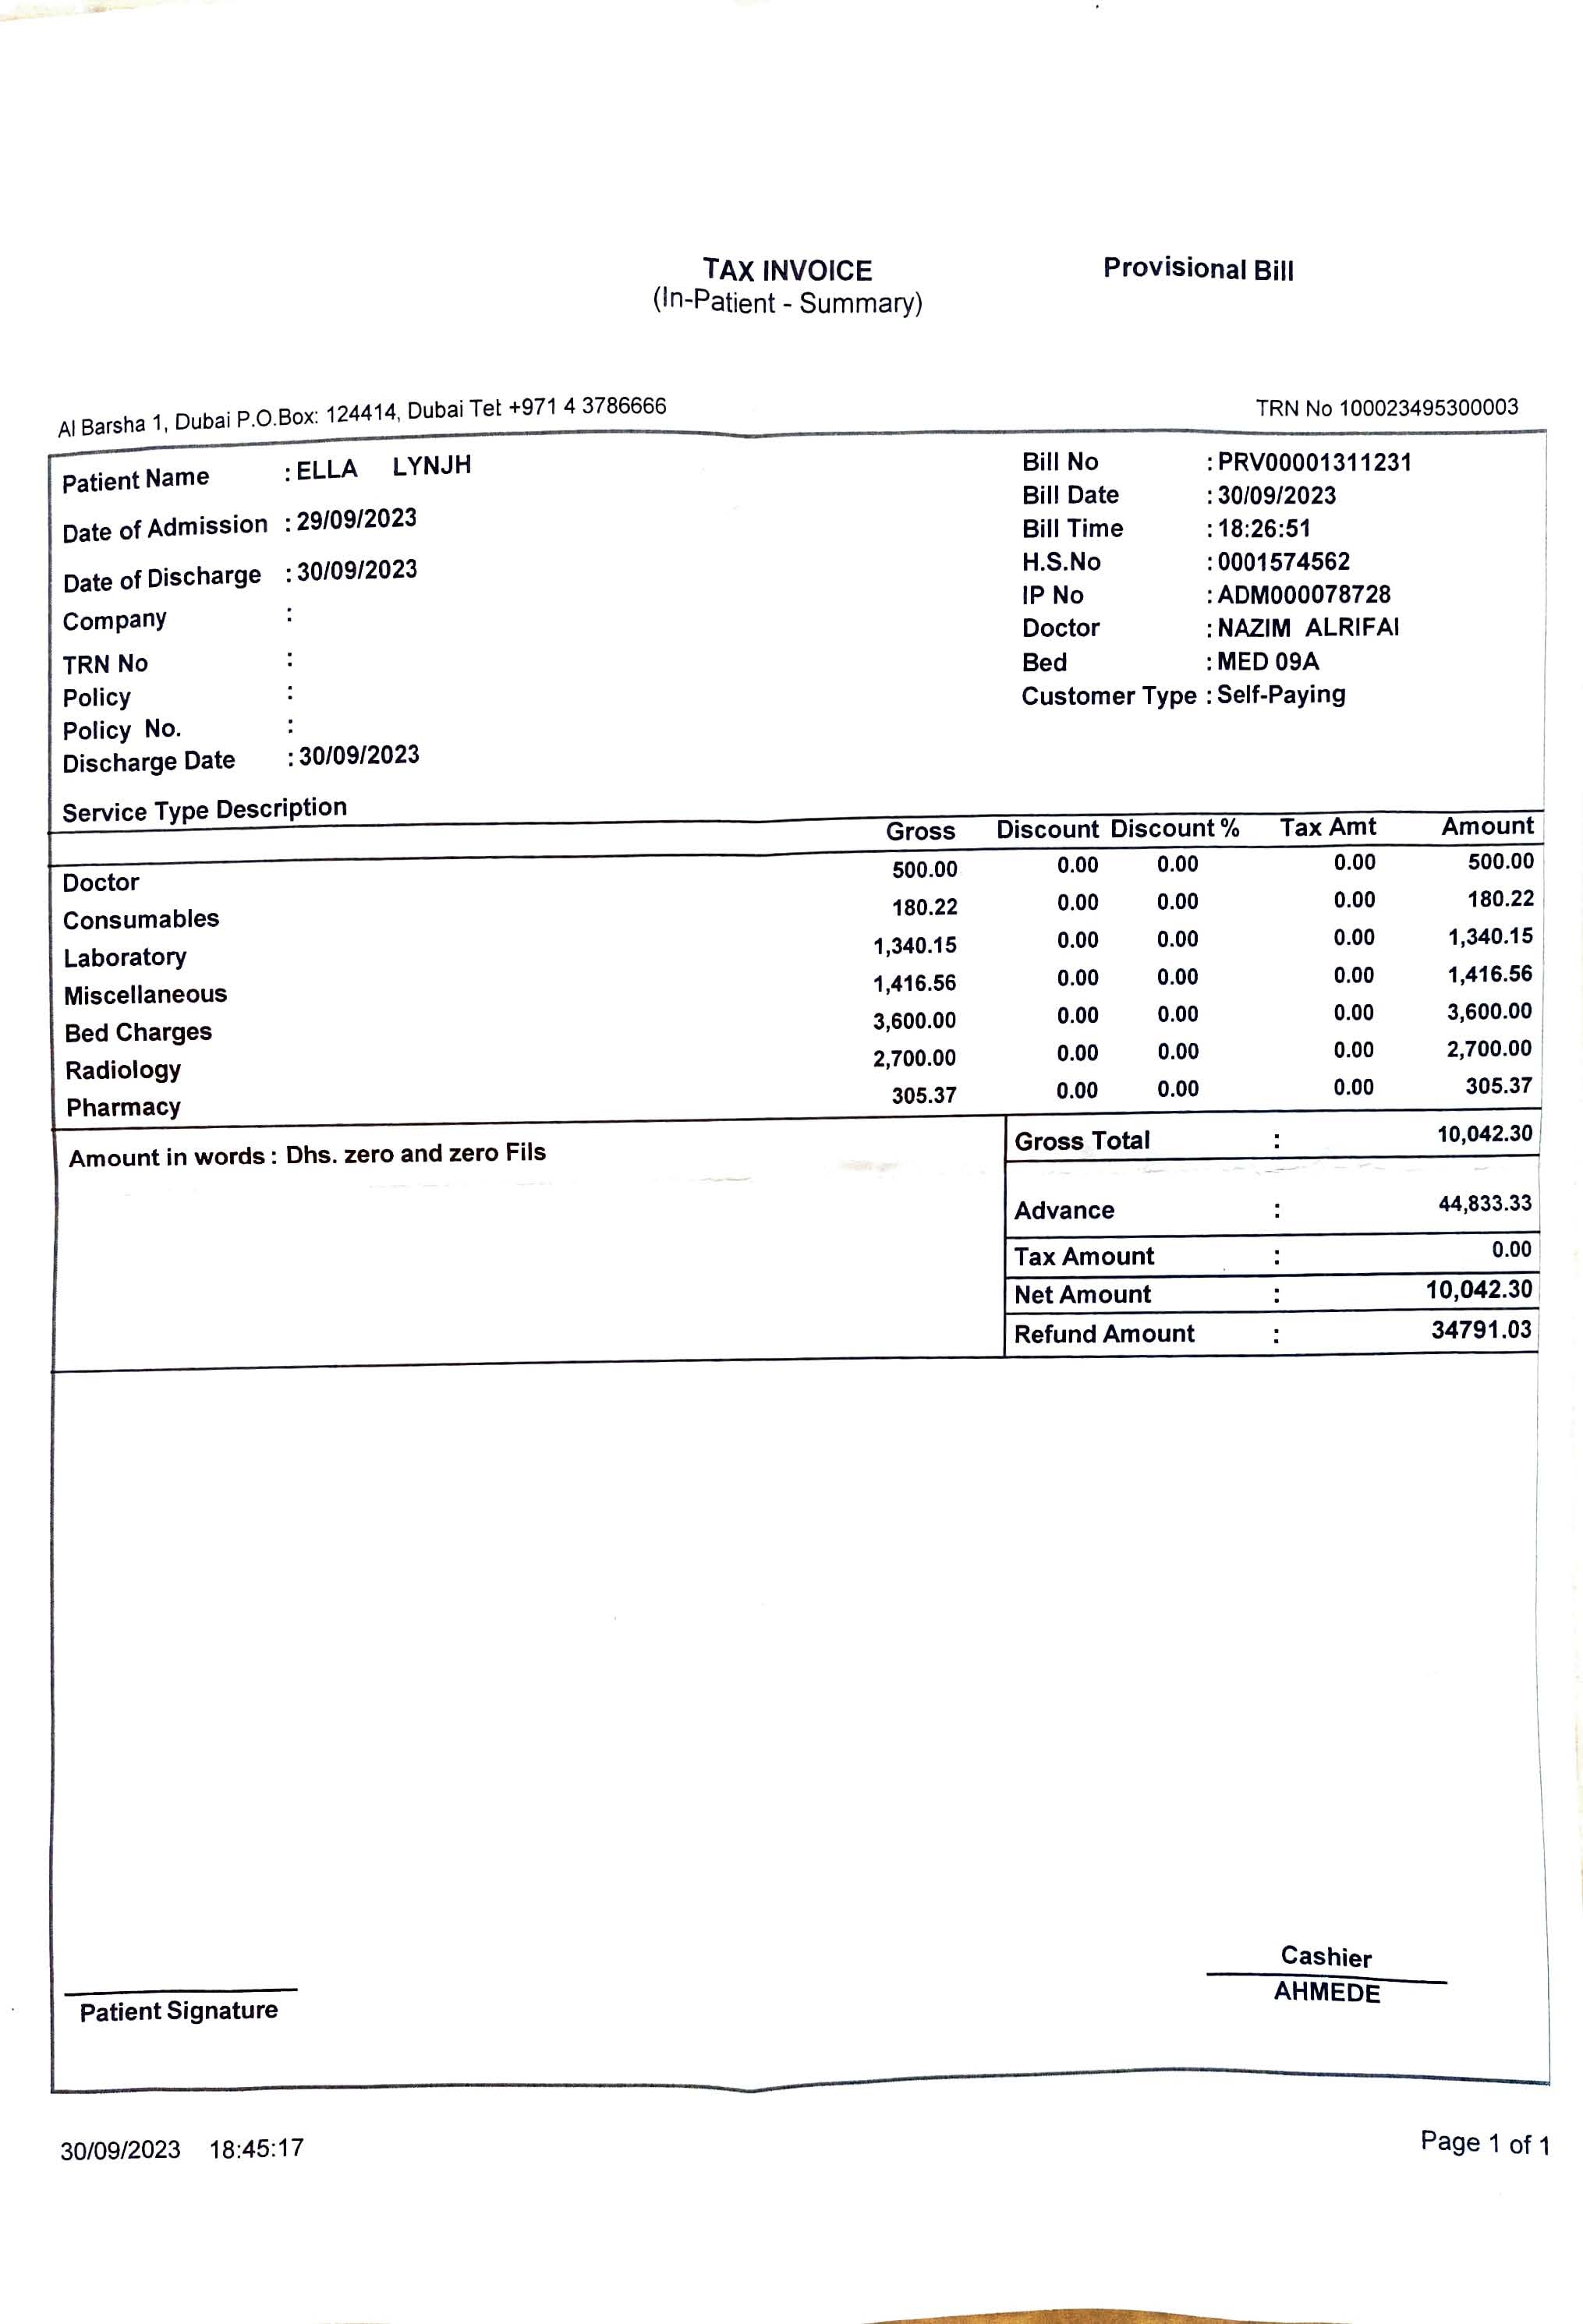 TAX INVOICE Provisional Bill
(In-Patient - Summary)
Al Barsha 1, Dubai P.O.Box: 124414, Dubai Tel: +971 4 3786666 TRN No 100023495300003
Patient Name : ELLA LYNJH Bill No : PRV00001311231
Bill Date : 30/09/2023
Date of Admission : 29/09/2023 Bill Time : 18:26:51
H.S.No : 0001574562
Date of Discharge : 30/09/2023 IP No : ADM000078728
Company : Doctor : NAZIM ALRIFAI
TRN No : Bed : MED 09A
Policy : Customer Type : Self-Paying
Policy No. :
Discharge Date : 30/09/2023
Service Type Description Gross Discount Discount % Tax Amt Amount
Doctor 500.00 0.00 0.00 0.00 500.00
Consumables 180.22 0.00 0.00 0.00 180.22
Laboratory 1,340.15 0.00 0.00 0.00 1,340.15
Miscellaneous 1,416.56 0.00 0.00 0.00 1,416.56
Bed Charges 3,600.00 0.00 0.00 0.00 3,600.00
Radiology 2,700.00 0.00 0.00 0.00 2,700.00
Pharmacy 305.37 0.00 0.00 0.00 305.37
Amount in words : Dhs. zero and zero Fils Gross Total : 10,042.30
Advance : 44,833.33
Tax Amount : 0.00
Net Amount : 10,042.30
Refund Amount : 34791.03
Cashier
Patient Signature AHMEDE
30/09/2023 18:45:17 Page 1 of 1